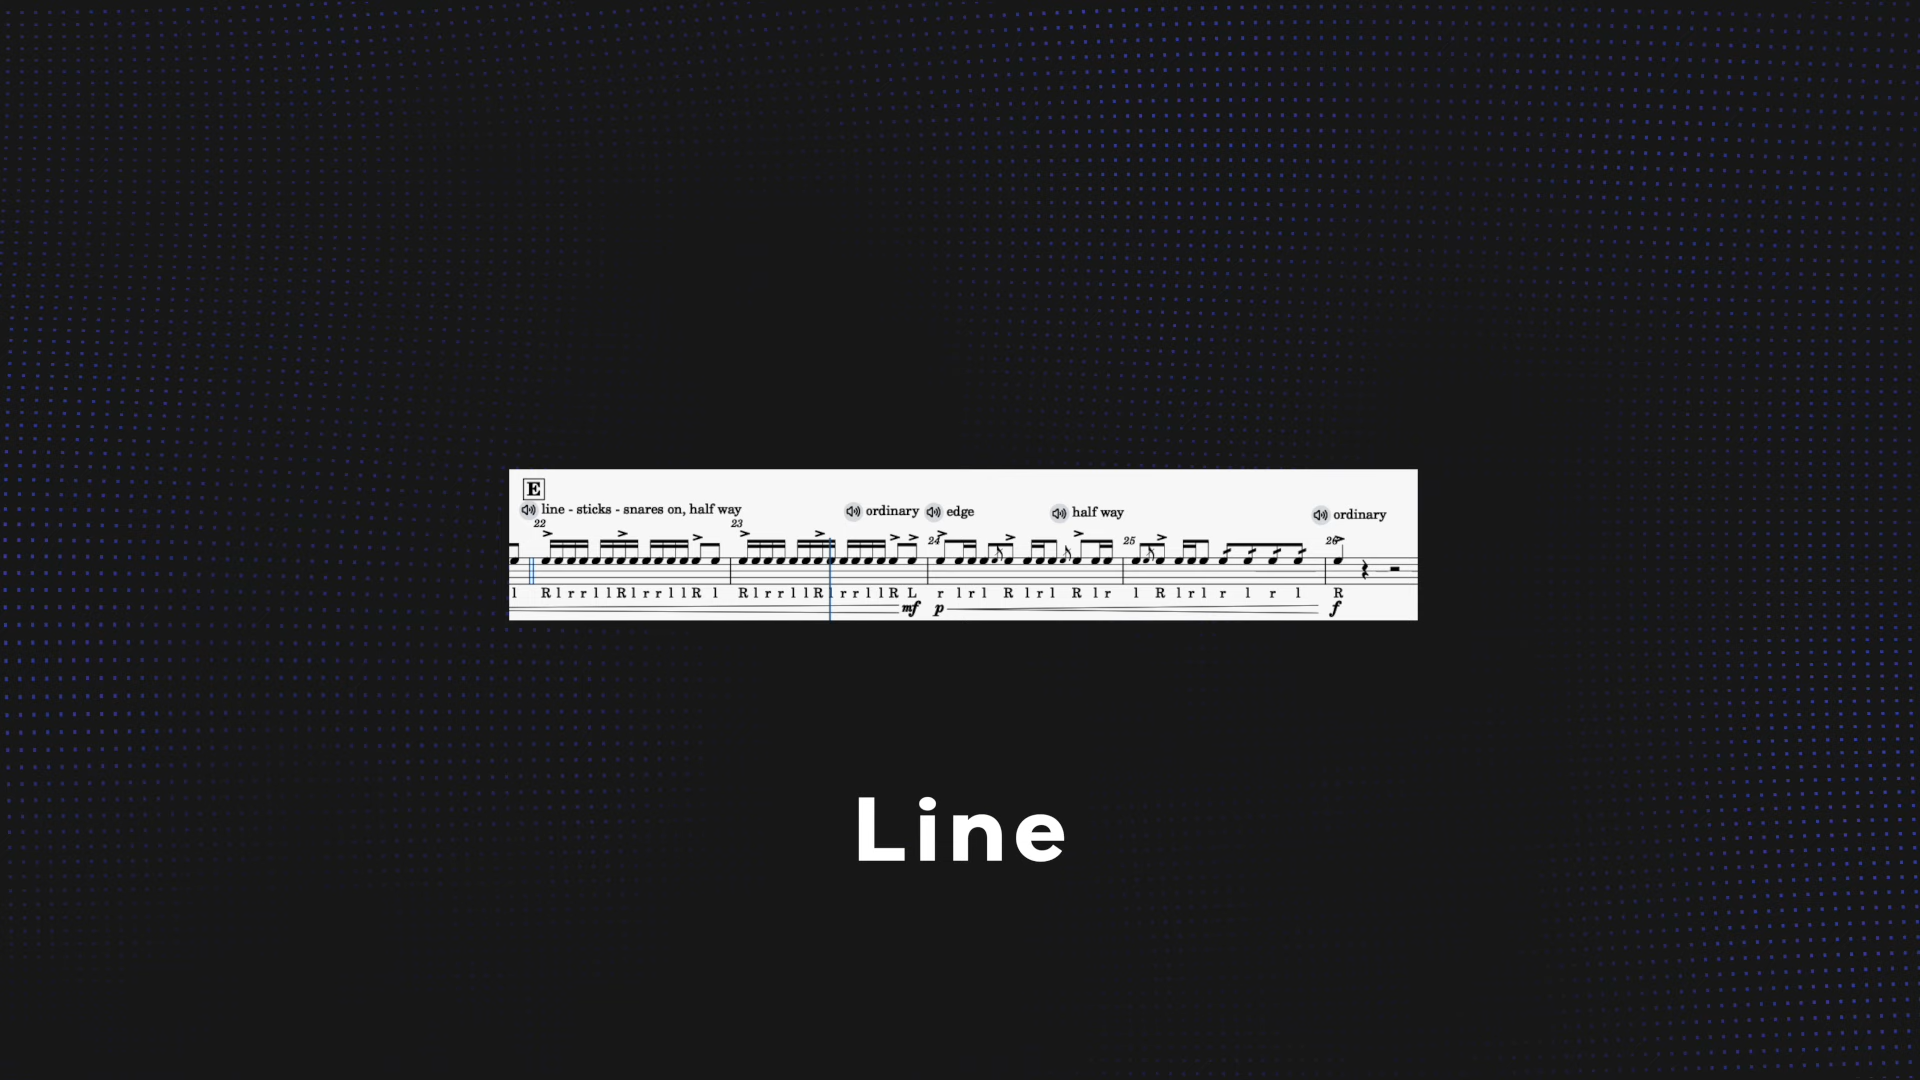 E
line - sticks - snares on, half way
ordinary
edge
half way
ordinary
22
23
24
25
26
l R l r r l l R l r r l l R l R l r r l l R l r r l l R L r l r l R l r l R l r l R l r l r l r l R
mf p f
Line